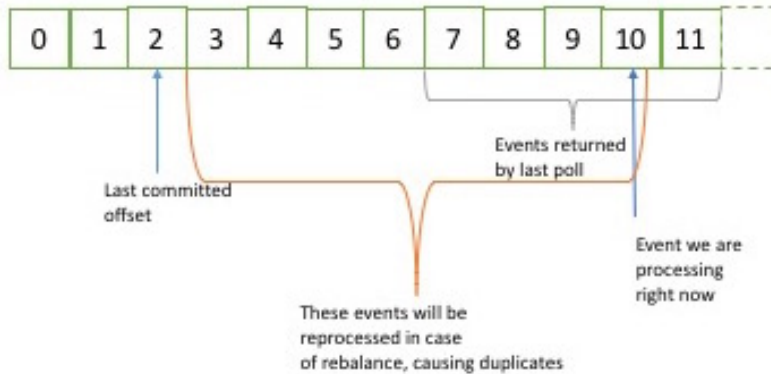 0 1 2 3 4 5 6 7 8 9 10 11
Events returned
by last poll
Last committed
offset
Event we are
processing
right now
These events will be
reprocessed in case
of rebalance, causing duplicates